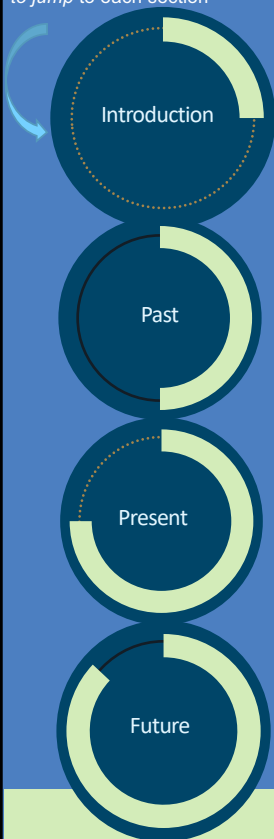 to jump to each section
Introduction
Past
Present
Future